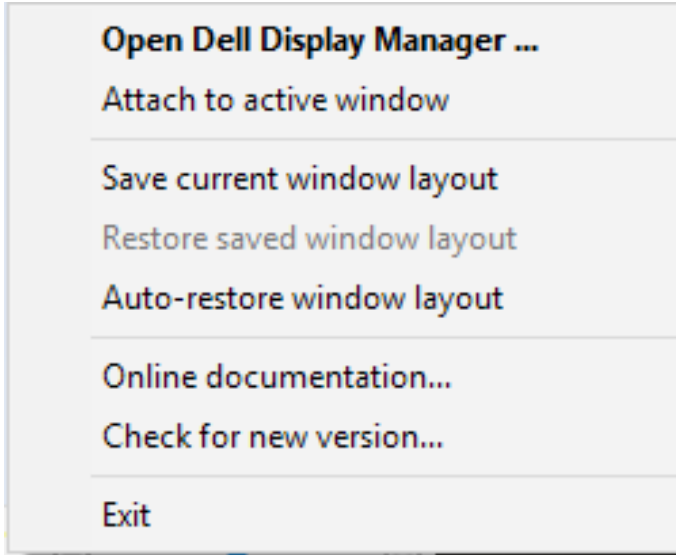 Open Dell Display Manager ...
Attach to active window
Save current window layout
Restore saved window layout
Auto-restore window layout
Online documentation...
Check for new version...
Exit